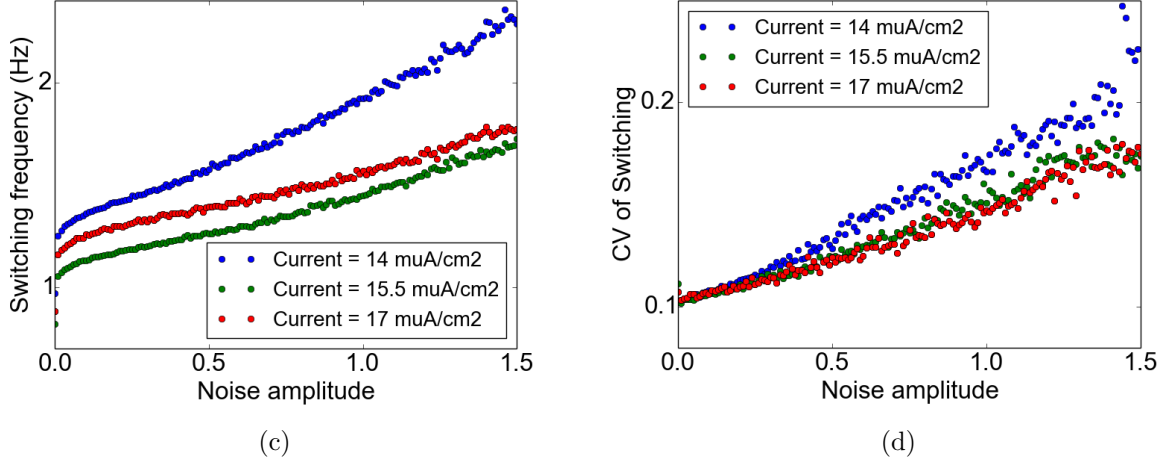 Switching frequency (Hz)
2
1
Current = 14 muA/cm2
Current = 15.5 muA/cm2
Current = 17 muA/cm2
0.0 0.5 1.0 1.5
Noise amplitude
(c)
CV of Switching
0.2
0.1
Current = 14 muA/cm2
Current = 15.5 muA/cm2
Current = 17 muA/cm2
0.0 0.5 1.0 1.5
Noise amplitude
(d)